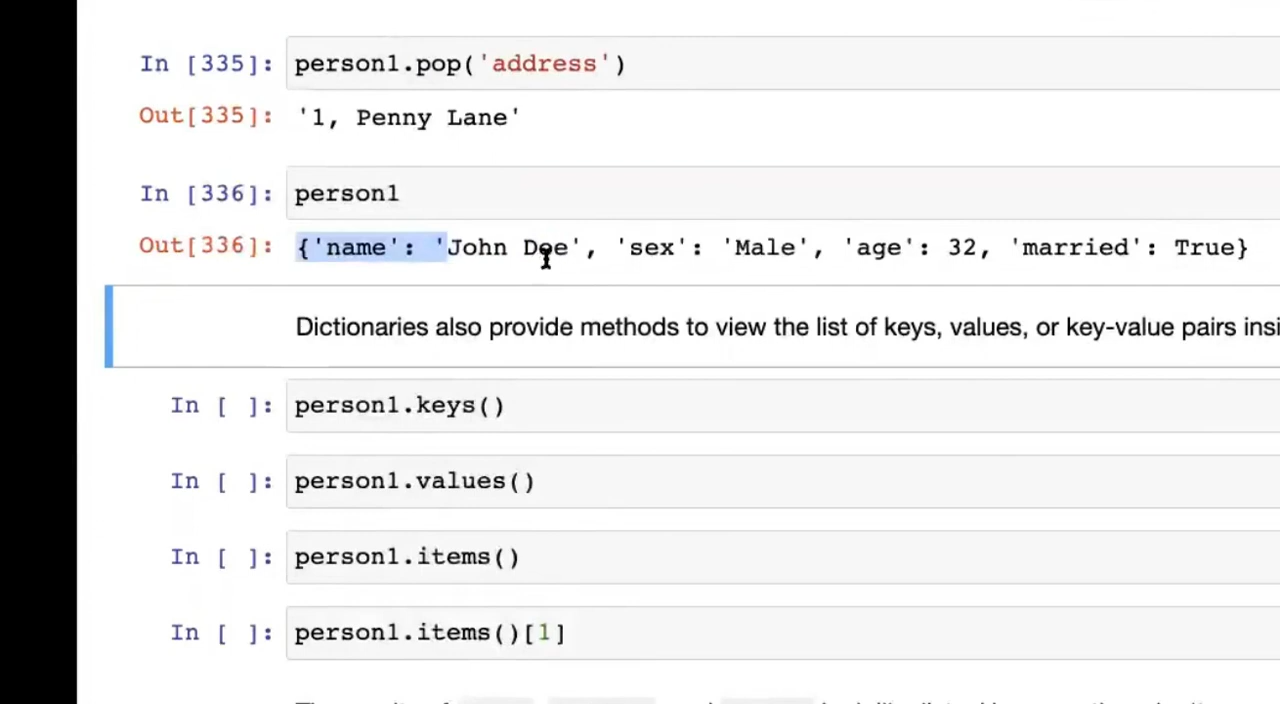 In [335]: person1.pop('address')
Out[335]: '1, Penny Lane'
In [336]: person1
Out[336]: {'name': 'John Doe', 'sex': 'Male', 'age': 32, 'married': True}
Dictionaries also provide methods to view the list of keys, values, or key-value pairs insi
In [ ]: person1.keys()
In [ ]: person1.values()
In [ ]: person1.items()
In [ ]: person1.items()[1]